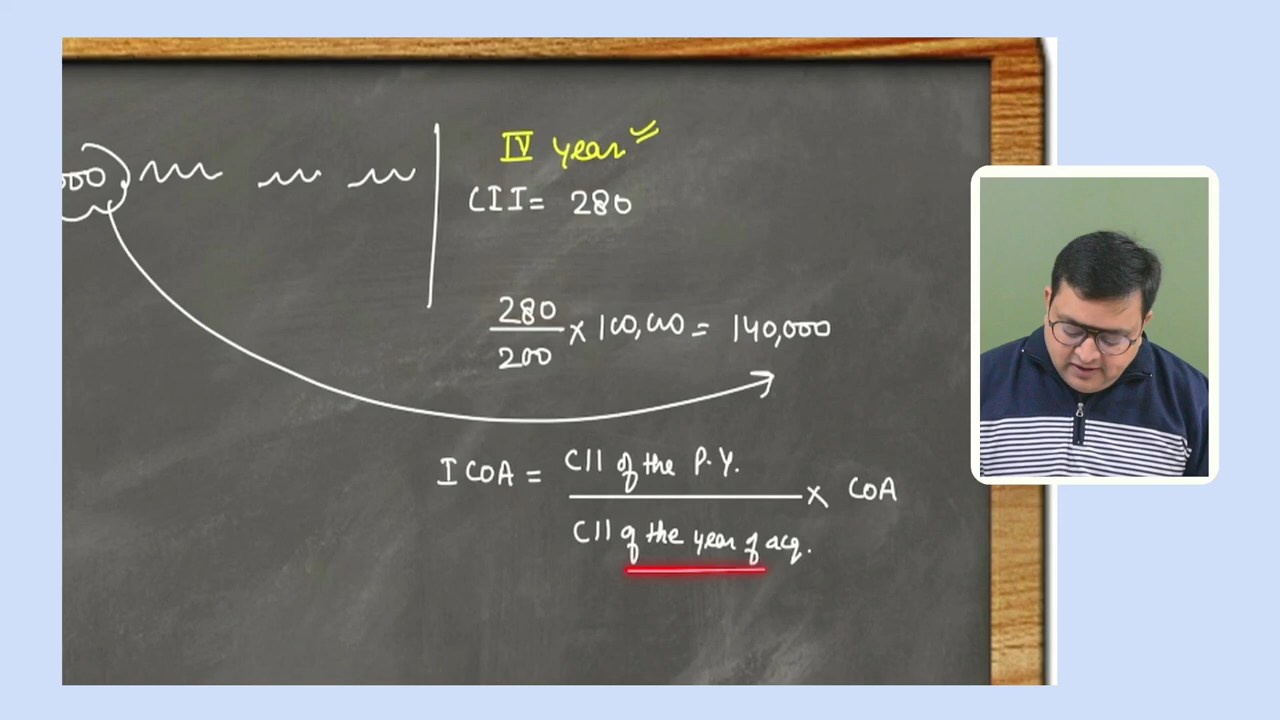 IV year
CII = 280
000
280
200
× 100,000 = 140,000
ICOA = CII of the P.Y.
CII of the year of acq.
× COA